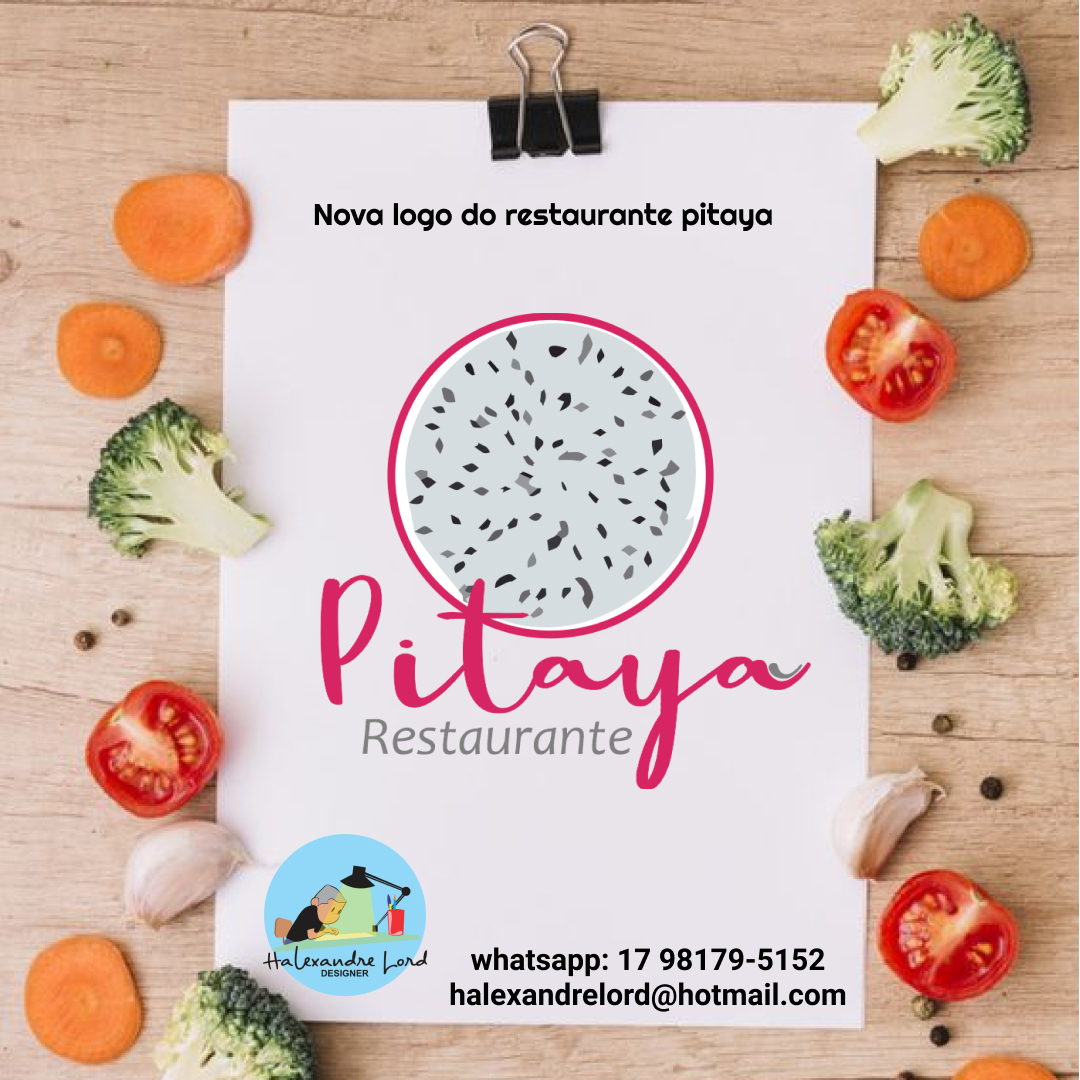 Nova logo do restaurante pitaya
Pitaya
Restaurante
Halexandre Lord
DESIGNER
whatsapp: 17 98179-5152
halexandrelord@hotmail.com